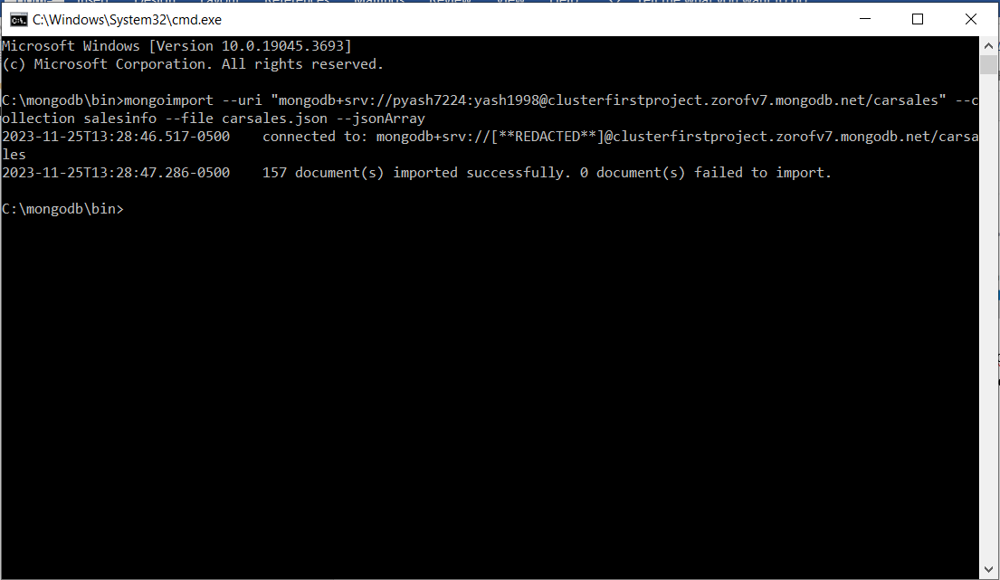 C:\Windows\System32\cmd.exe
Microsoft Windows [Version 10.0.19045.3693]
(c) Microsoft Corporation. All rights reserved.
C:\mongodb\bin>mongoimport --uri "mongodb+srv://pyash7224:yash1998@clusterfirstproject.zorofv7.mongodb.net/carsales" --c
ollection salesinfo --file carsales.json --jsonArray
2023-11-25T13:28:46.517-0500    connected to: mongodb+srv://[**REDACTED**]@clusterfirstproject.zorofv7.mongodb.net/carsa
les
2023-11-25T13:28:47.286-0500    157 document(s) imported successfully. 0 document(s) failed to import.
C:\mongodb\bin>